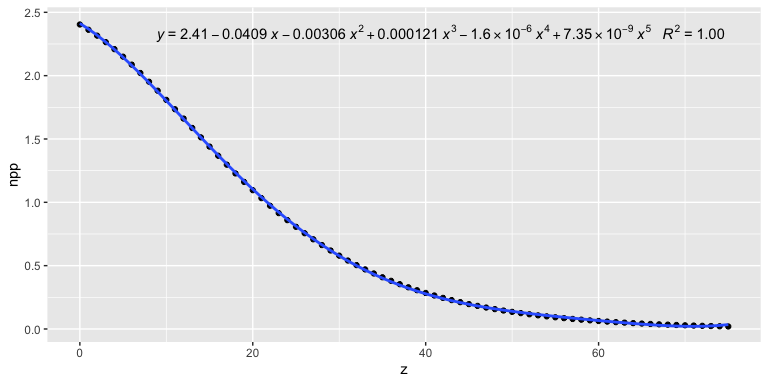 y = 2.41 − 0.0409 x − 0.00306 x² + 0.000121 x³ − 1.6 × 10⁻⁶ x⁴ + 7.35 × 10⁻⁹ x⁵ R² = 1.00
2.5
2.0
1.5
1.0
0.5
0.0
npp
0 20 40 60
z